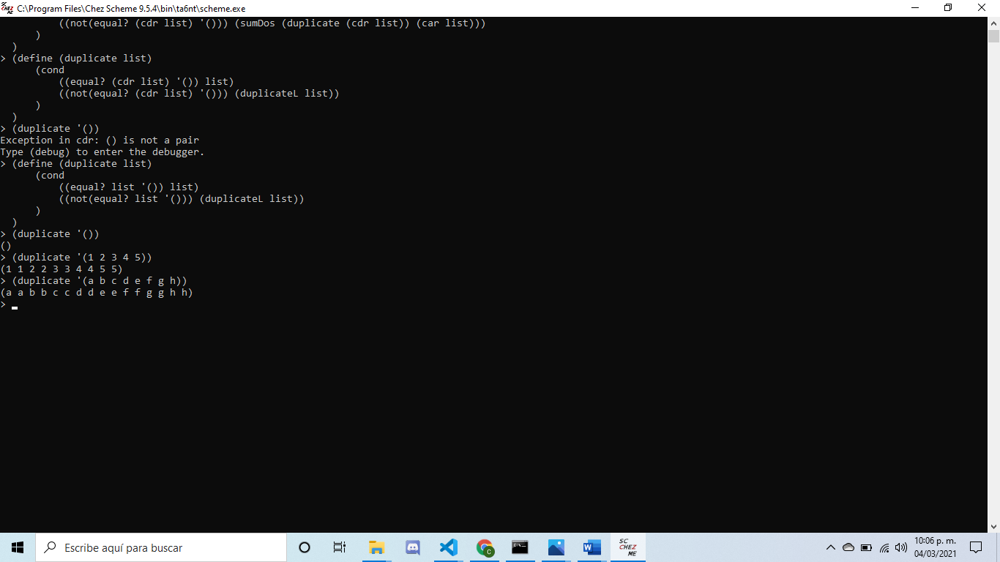 C:\Program Files\Chez Scheme 9.5.4\bin\ta6nt\scheme.exe
          ((not(equal? (cdr list) '())) (sumDos (duplicate (cdr list)) (car list)))
      )
  )
> (define (duplicate list)
      (cond
          ((equal? (cdr list) '()) list)
          ((not(equal? (cdr list) '())) (duplicateL list))
      )
  )
> (duplicate '())
Exception in cdr: () is not a pair
Type (debug) to enter the debugger.
> (define (duplicate list)
      (cond
          ((equal? list '()) list)
          ((not(equal? list '())) (duplicateL list))
      )
  )
> (duplicate '())
()
> (duplicate '(1 2 3 4 5))
(1 1 2 2 3 3 4 4 5 5)
> (duplicate '(a b c d e f g h))
(a a b b c c d d e e f f g g h h)
>
Escribe aquí para buscar
SC
CHEZ
ME
10:06 p. m.
04/03/2021